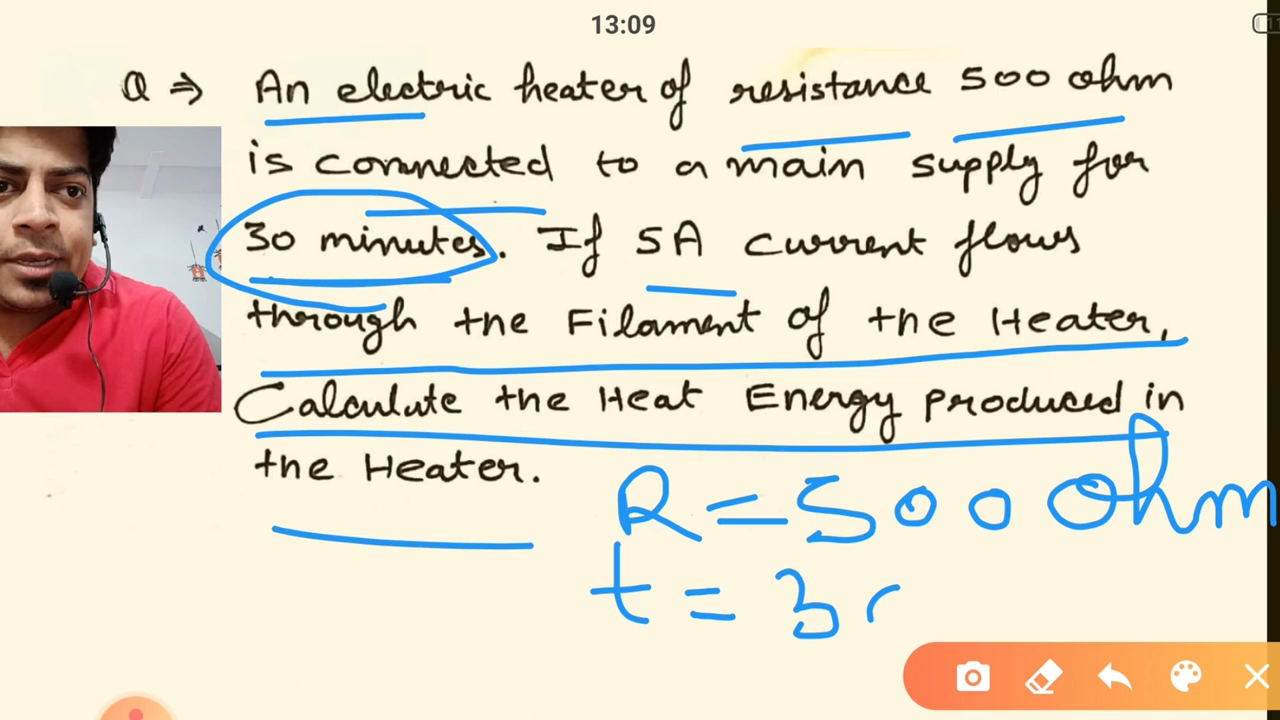 13:09
Q ⇒ An electric heater of resistance 500 ohm
is connected to a main supply for
30 minutes. If 5A current flows
through the Filament of the Heater,
Calculate the Heat Energy produced in
the Heater.
R = 500 ohm
t = 30